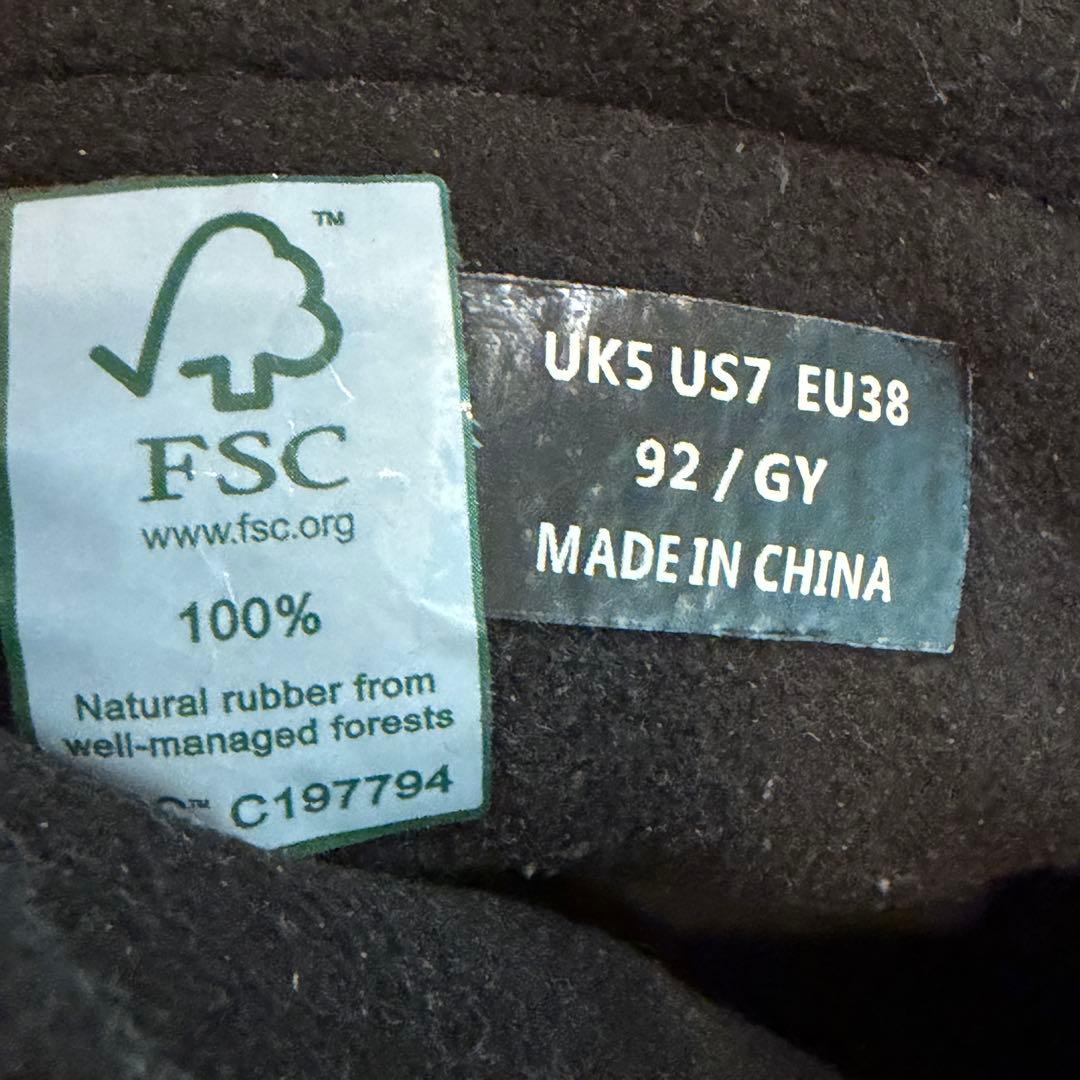 TM
FSC
www.fsc.org
100%
Natural rubber from
well-managed forests
TM C197794
UK5 US7 EU38
92 / GY
MADE IN CHINA